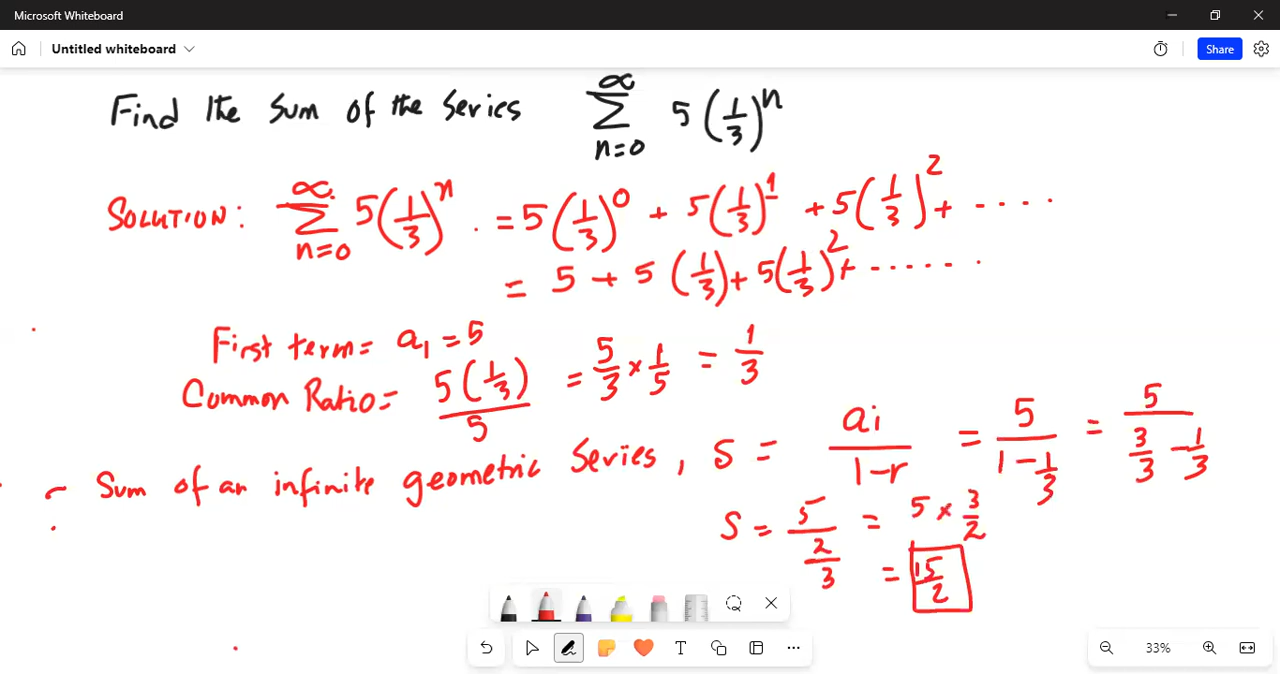 Microsoft Whiteboard
Untitled whiteboard
Share
Find the Sum of the Series ∑_{n=0}^{∞} 5(1/3)^n
SOLUTION: ∑_{n=0}^{∞} 5(1/3)^n = 5(1/3)^0 + 5(1/3)^1 + 5(1/3)^2 + ....
= 5 + 5(1/3) + 5(1/3)^2 + ......
First term = a₁ = 5
Common Ratio = 5(1/3)/5 = 5/3 × 1/5 = 1/3
Sum of an infinite geometric Series, S = a₁/(1-r) = 5/(1-1/3) = 5/(3/3 - 1/3)
S = 5/(2/3) = 5 × 3/2
= 15/2
T
33%